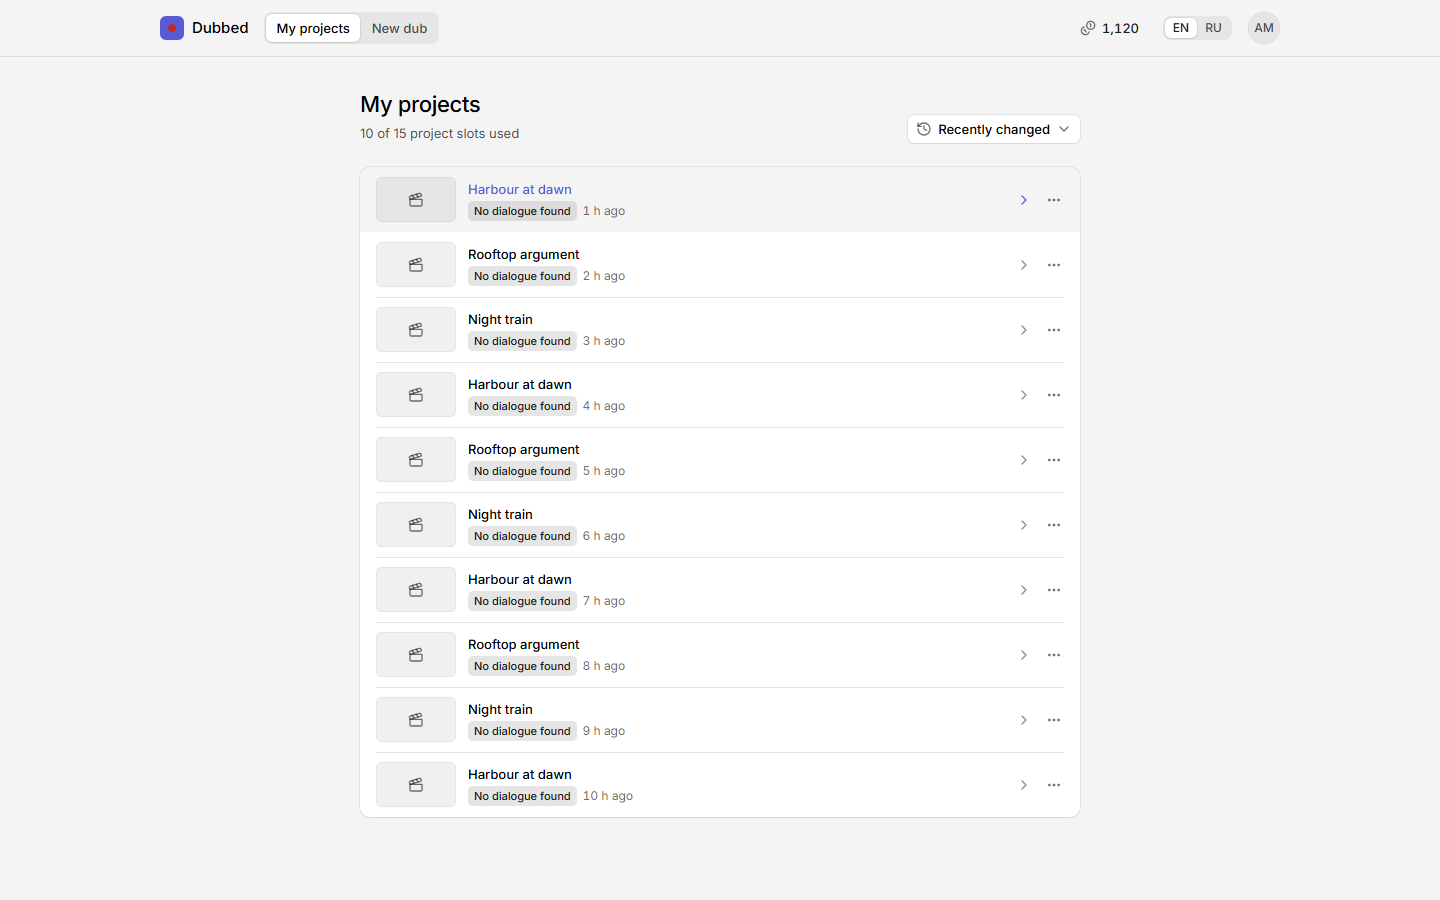 Dubbed
My projects
New dub
1,120
EN
RU
AM
My projects
10 of 15 project slots used
Recently changed
Harbour at dawn
No dialogue found 1 h ago
Rooftop argument
No dialogue found 2 h ago
Night train
No dialogue found 3 h ago
Harbour at dawn
No dialogue found 4 h ago
Rooftop argument
No dialogue found 5 h ago
Night train
No dialogue found 6 h ago
Harbour at dawn
No dialogue found 7 h ago
Rooftop argument
No dialogue found 8 h ago
Night train
No dialogue found 9 h ago
Harbour at dawn
No dialogue found 10 h ago